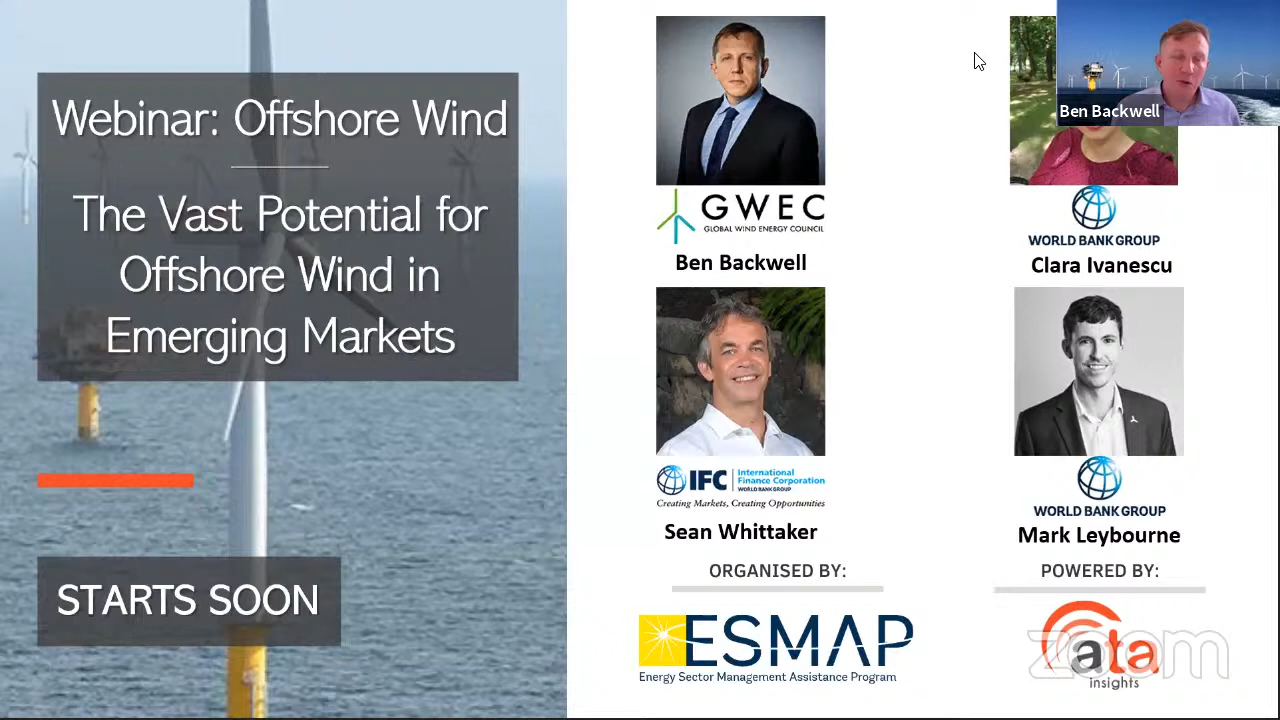 Webinar: Offshore Wind
The Vast Potential for
Offshore Wind in
Emerging Markets
STARTS SOON
GWEC
GLOBAL WIND ENERGY COUNCIL
Ben Backwell
Ben Backwell
WORLD BANK GROUP
Clara Ivanescu
IFC
International
Finance Corporation
WORLD BANK GROUP
Creating Markets, Creating Opportunities
Sean Whittaker
WORLD BANK GROUP
Mark Leybourne
ORGANISED BY:
ESMAP
Energy Sector Management Assistance Program
POWERED BY:
ata
insights
zoom